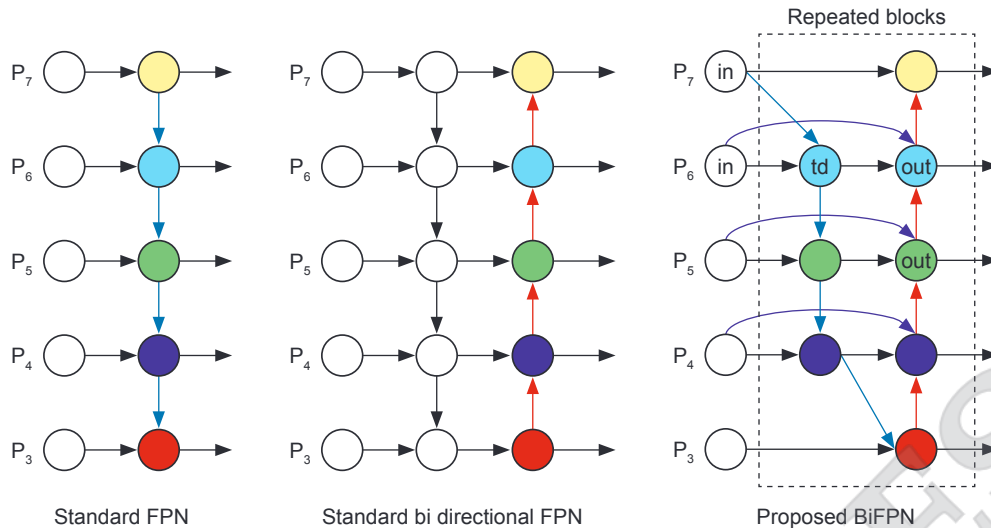 Repeated blocks
P7
P7
P7
in
P6
P6
P6
in
td
out
P5
P5
P5
out
P4
P4
P4
P3
P3
P3
Standard FPN
Standard bi directional FPN
Proposed BiFPN